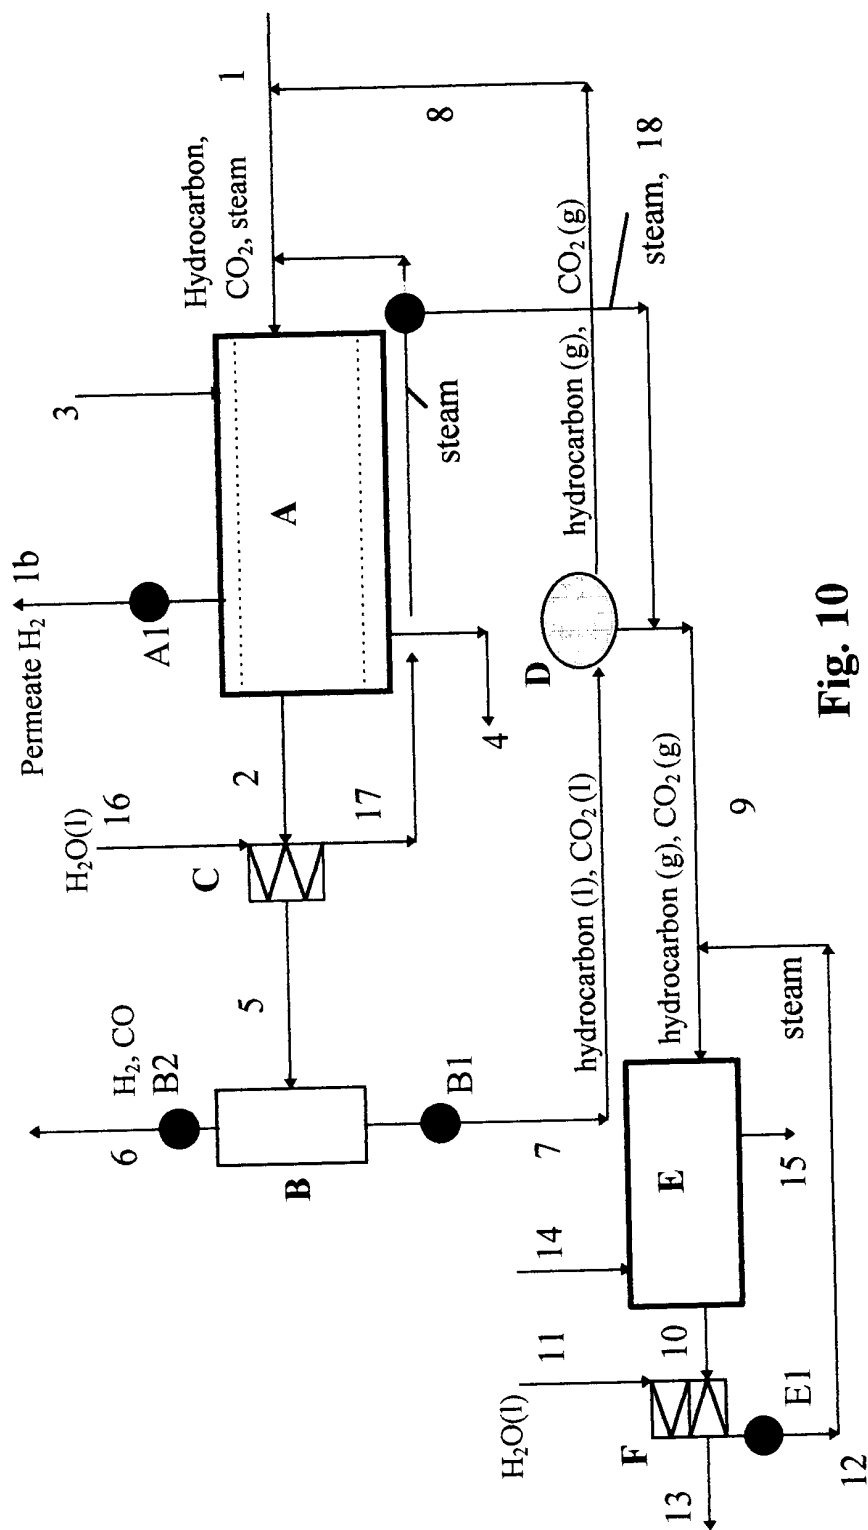 Permeate H₂
1b
A1
3
Hydrocarbon,
CO₂, steam
1
8
A
steam
steam, 18
H₂O(l)
16
C
2
17
4
D
hydrocarbon (g), CO₂(g)
H₂, CO
B2
6
5
B
B1
7
hydrocarbon (l), CO₂(l)
hydrocarbon (g), CO₂(g)
9
14
E
15
steam
H₂O(l)
11
10
F
E1
12
13
Fig. 10